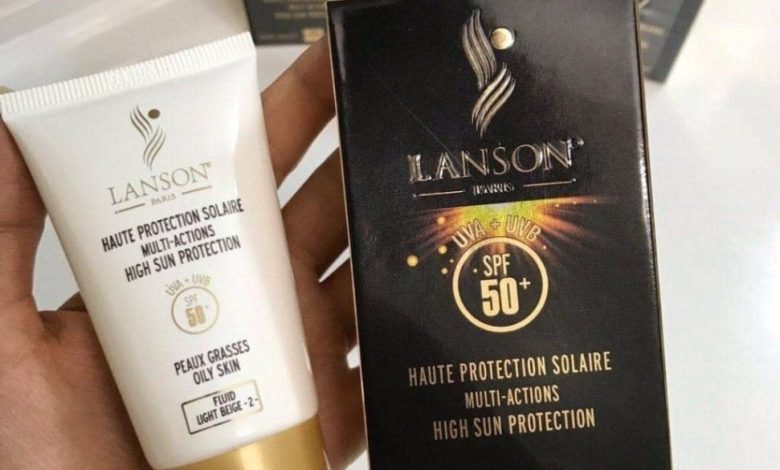 LANSON
PARIS
HAUTE PROTECTION SOLAIRE
MULTI-ACTIONS
HIGH SUN PROTECTION
UVA + UVB
SPF
50+
PEAUX GRASSES
OILY SKIN
FLUID
LIGHT BEIGE -2-
LANSON
PARIS
UVA + UVB
SPF
50+
HAUTE PROTECTION SOLAIRE
MULTI-ACTIONS
HIGH SUN PROTECTION